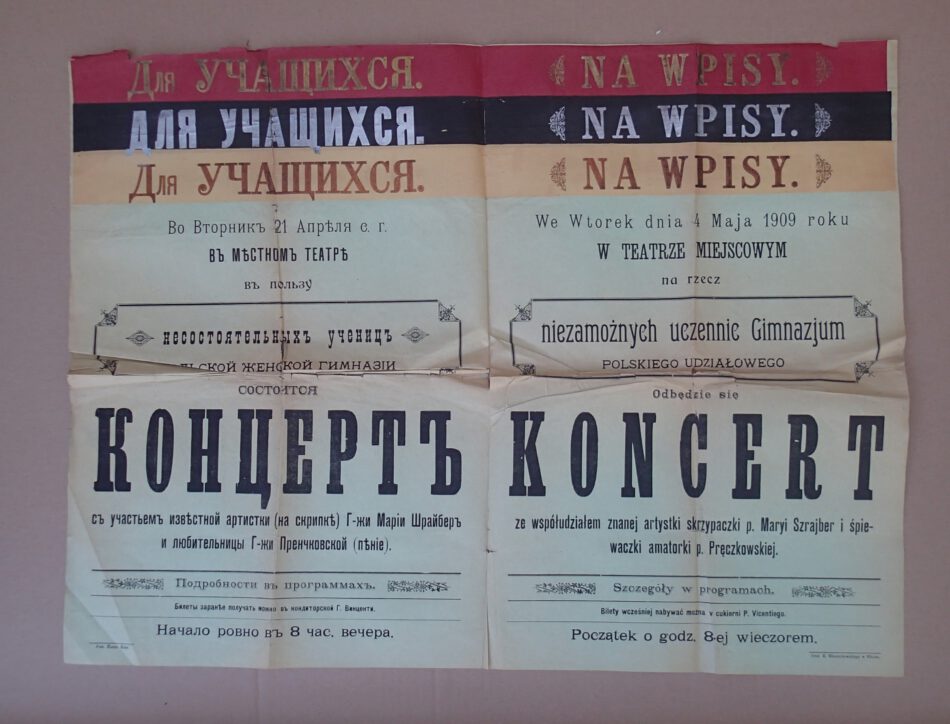 Для УЧАЩИХСЯ.
ДЛЯ УЧАЩИХСЯ.
Для УЧАЩИХСЯ.
Во Вторникъ 21 Апрѣля с. г.
ВЪ МѢСТНОМЪ ТЕАТРѢ
въ пользу
несостоятельныхъ ученицъ
ЖЕНСКОЙ ГИМНАЗІИ
СОСТОИТСЯ
КОНЦЕРТЪ
съ участьемъ извѣстной артистки (на скрипкѣ) Г-жи Маріи Шрайберъ
и любительницы Г-жи Пренчковской (пѣніе).
Подробности въ программахъ.
Билеты заранѣе получать можно въ кондиторской Г. Винценти.
Начало ровно въ 8 час. вечера.
NA WPISY.
NA WPISY.
NA WPISY.
We Wtorek dnia 4 Maja 1909 roku
W TEATRZE MIEJSCOWYM
na rzecz
niezamożnych uczennic Gimnazjum
POLSKIEGO UDZIAŁOWEGO
Odbędzie się
KONCERT
ze współudziałem znanej artystki skrzypaczki p. Maryi Szrajber i śpie-
waczki amatorki p. Pręczkowskiej.
Szczegóły w programach.
Bilety wcześniej nabywać można v cukierni P. Vicentiego.
Początek o godz. 8-ej wieczorem.